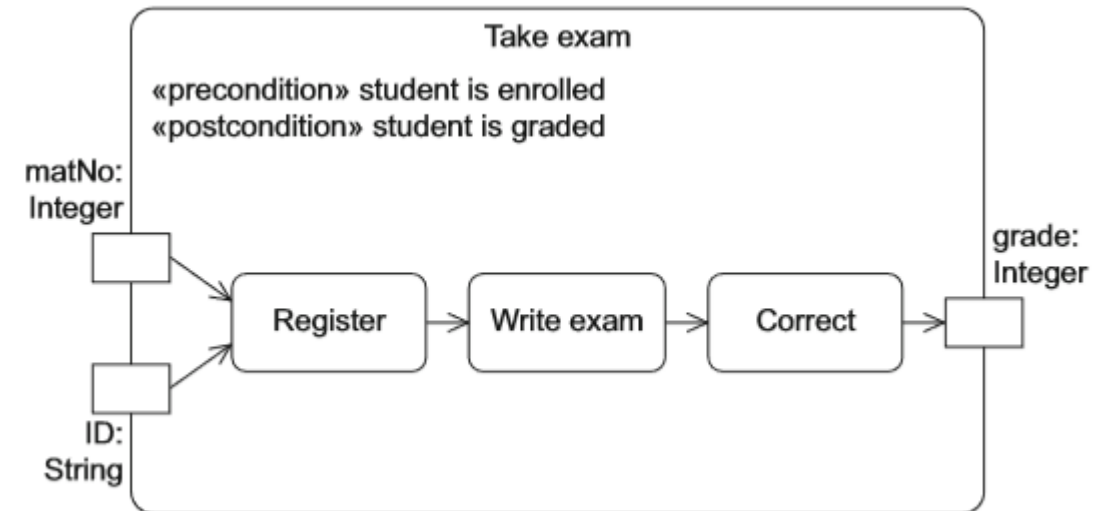 Take exam
«precondition» student is enrolled
«postcondition» student is graded
matNo:
Integer
grade:
Integer
Register
Write exam
Correct
ID:
String